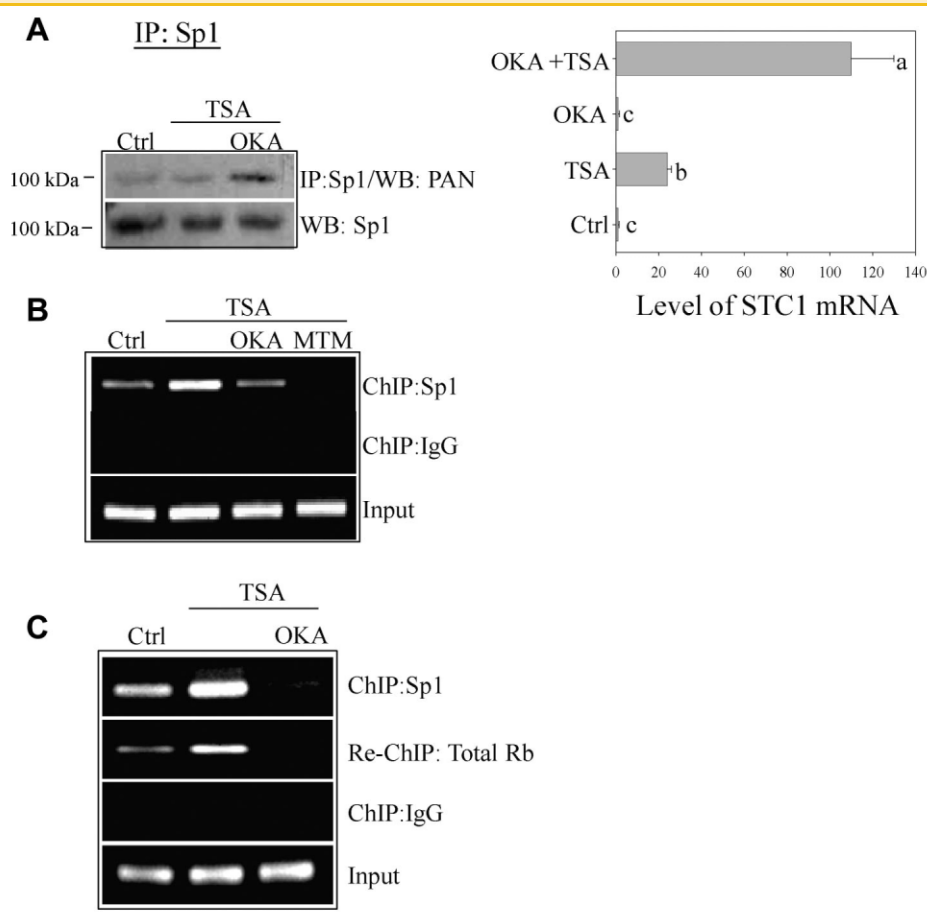 A
IP: Sp1
TSA
Ctrl OKA
100 kDa IP:Sp1/WB: PAN
100 kDa WB: Sp1
OKA +TSA a
OKA c
TSA b
Ctrl c
0 20 40 60 80 100 120 140
Level of STC1 mRNA
B
TSA
Ctrl OKA MTM
ChIP:Sp1
ChIP:IgG
Input
C
TSA
Ctrl OKA
ChIP:Sp1
Re-ChIP: Total Rb
ChIP:IgG
Input